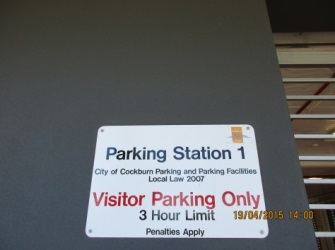 Parking Station 1
City of Cockburn Parking and Parking Facilities
Local Law 2007
Visitor Parking Only
3 Hour Limit
Penalties Apply
19/04/2015 14:00